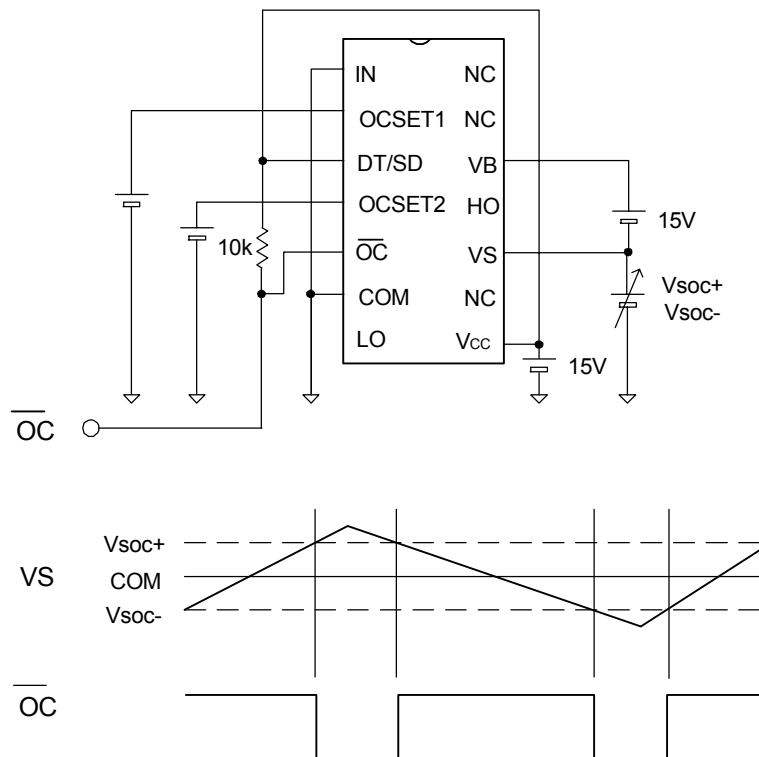 IN NC
OCSET1 NC
DT/SD VB
OCSET2 HO
15V
10k
OC VS
Vsoc+
COM NC
Vsoc-
LO Vcc
15V
OC
Vsoc+
VS
COM
Vsoc-
OC